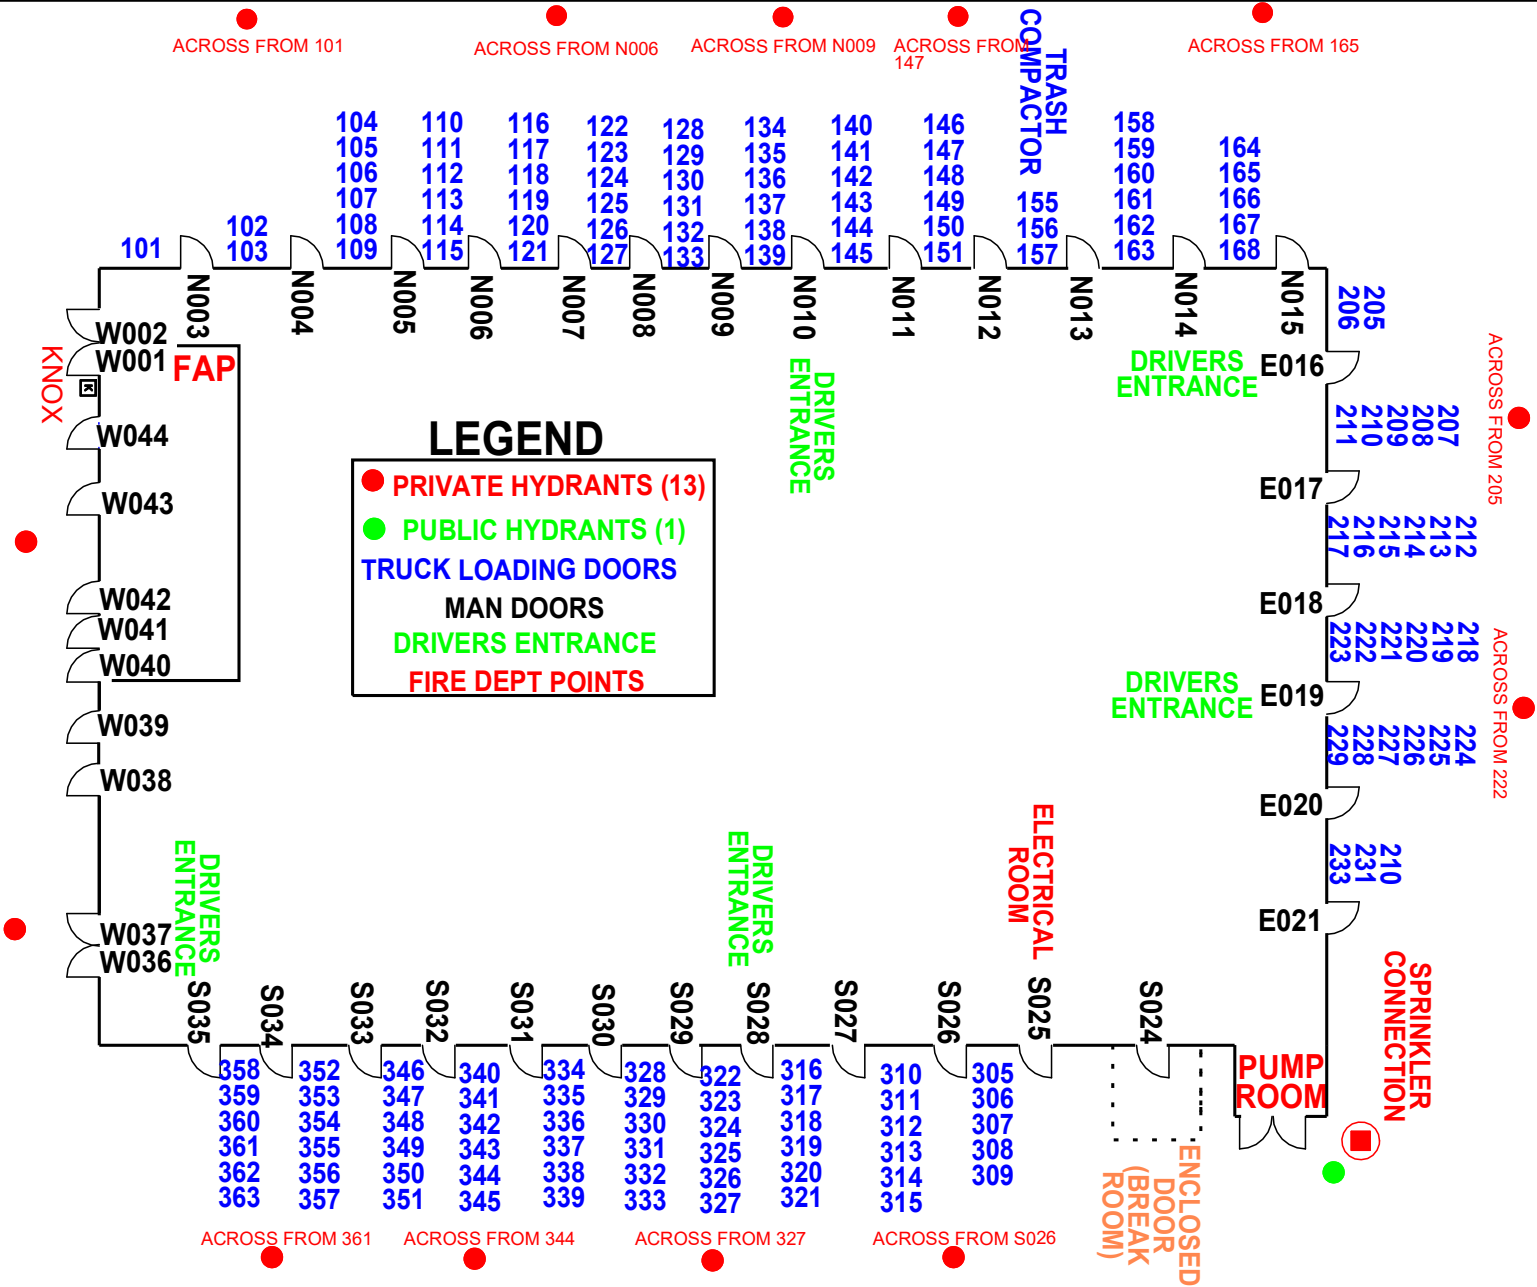 ACROSS FROM 101
ACROSS FROM N006
ACROSS FROM N009
ACROSS FROM
147
ACROSS FROM 165
TRASH
COMPACTOR
101
102
103
104
105
106
107
108
109
110
111
112
113
114
115
116
117
118
119
120
121
122
123
124
125
126
127
128
129
130
131
132
133
134
135
136
137
138
139
140
141
142
143
144
145
146
147
148
149
150
151
155
156
157
158
159
160
161
162
163
164
165
166
167
168
N003
N004
N005
N006
N007
N008
N009
N010
N011
N012
N013
N014
N015
205
206
W002
W001
KNOX
K
FAP
W044
W043
W042
W041
W040
W039
W038
W037
W036
LEGEND
PRIVATE HYDRANTS (13)
PUBLIC HYDRANTS (1)
TRUCK LOADING DOORS
MAN DOORS
DRIVERS ENTRANCE
FIRE DEPT POINTS
DRIVERS
ENTRANCE
DRIVERS
ENTRANCE
E016
ACROSS FROM 205
207
208
209
210
211
E017
212
213
214
215
216
217
E018
218
219
220
221
222
223
DRIVERS
ENTRANCE
E019
ACROSS FROM 222
224
225
226
227
228
229
E020
210
231
233
E021
DRIVERS
ENTRANCE
DRIVERS
ENTRANCE
ELECTRICAL
ROOM
SPRINKLER
CONNECTION
S035
S034
S033
S032
S031
S030
S029
S028
S027
S026
S025
S024
PUMP
ROOM
358
359
360
361
362
363
352
353
354
355
356
357
346
347
348
349
350
351
340
341
342
343
344
345
334
335
336
337
338
339
328
329
330
331
332
333
322
323
324
325
326
327
316
317
318
319
320
321
310
311
312
313
314
315
305
306
307
308
309
ENCLOSED
DOOR
(BREAK
ROOM)
ACROSS FROM 361
ACROSS FROM 344
ACROSS FROM 327
ACROSS FROM S026